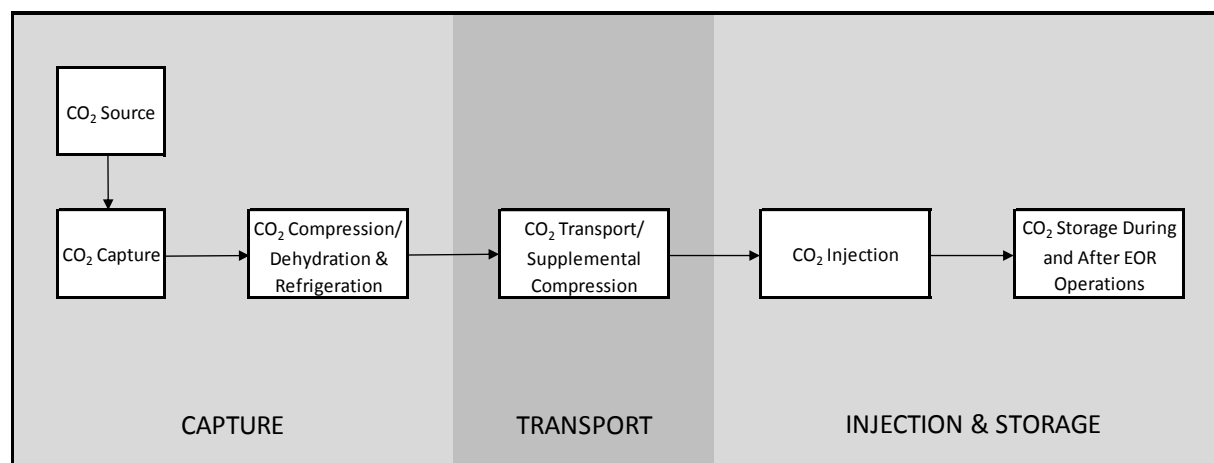 CO₂ Source
CO₂ Capture
CO₂ Compression/
Dehydration &
Refrigeration
CO₂ Transport/
Supplemental
Compression
CO₂ Injection
CO₂ Storage During
and After EOR
Operations
CAPTURE
TRANSPORT
INJECTION & STORAGE